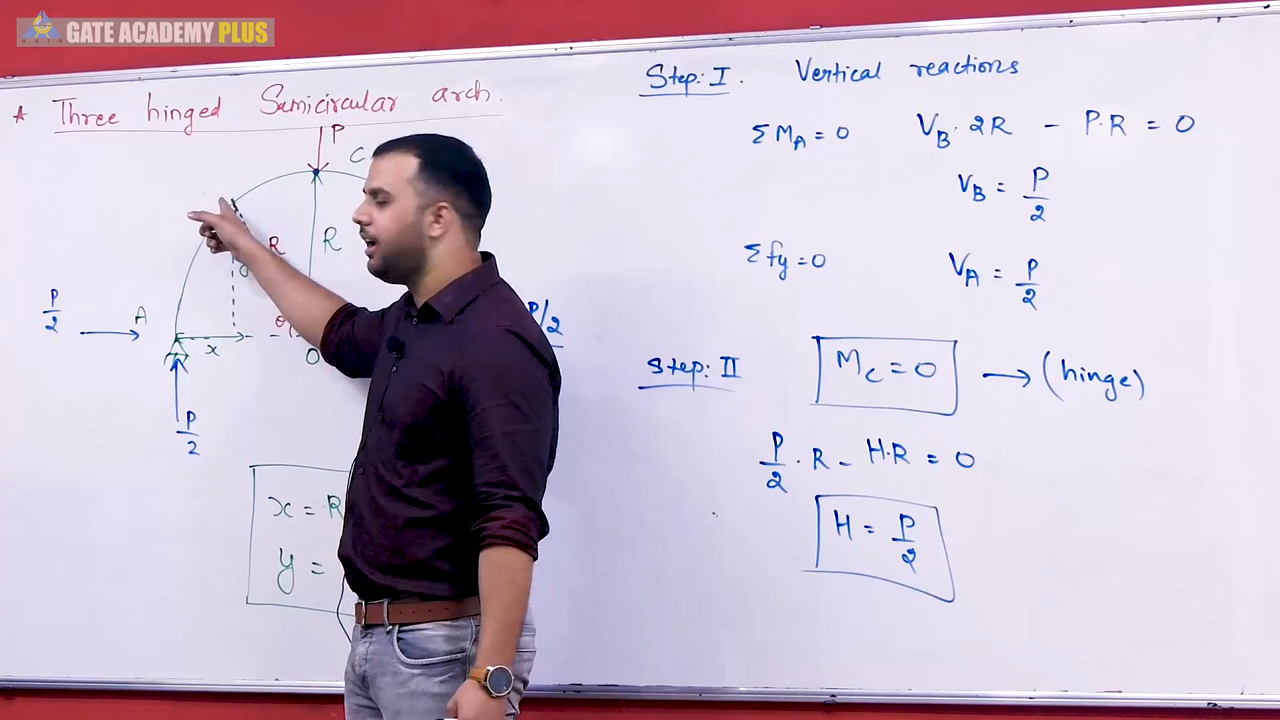 GATE ACADEMY PLUS
* Three hinged Semicircular arch.
P
C
R
R
y
P/2
A
θ
x
O
P/2
P/2
x = R
y =
Step: I. Vertical reactions
ΣM_A = 0 V_B · 2R - P·R = 0
V_B = P/2
Σfy = 0 V_A = P/2
Step: II M_C = 0 → (hinge)
P/2 · R - H·R = 0
H = P/2